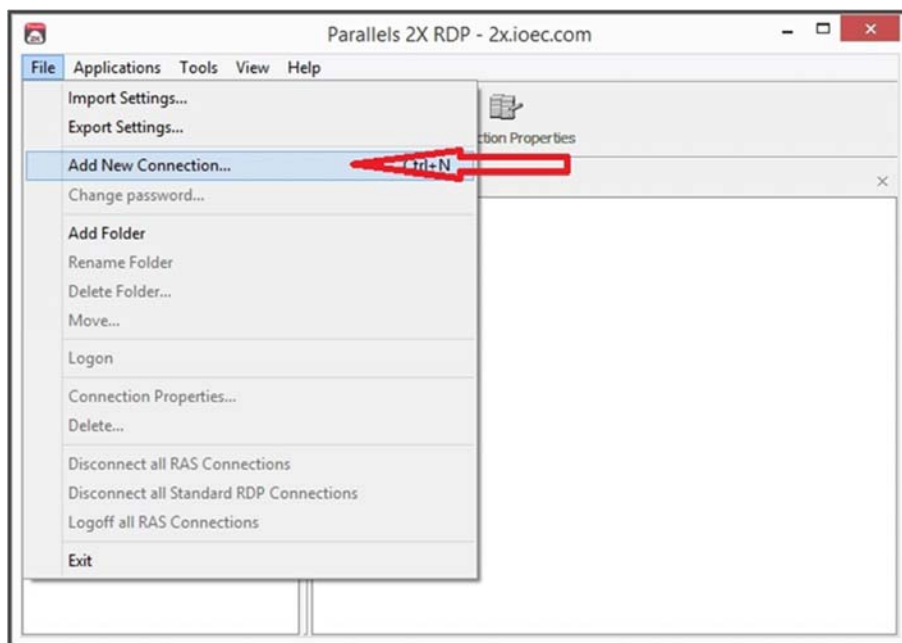 Parallels 2X RDP - 2x.ioec.com
File Applications Tools View Help
Import Settings...
Export Settings...
ction Properties
Add New Connection... Ctrl+N
Change password...
Add Folder
Rename Folder
Delete Folder...
Move...
Logon
Connection Properties...
Delete...
Disconnect all RAS Connections
Disconnect all Standard RDP Connections
Logoff all RAS Connections
Exit